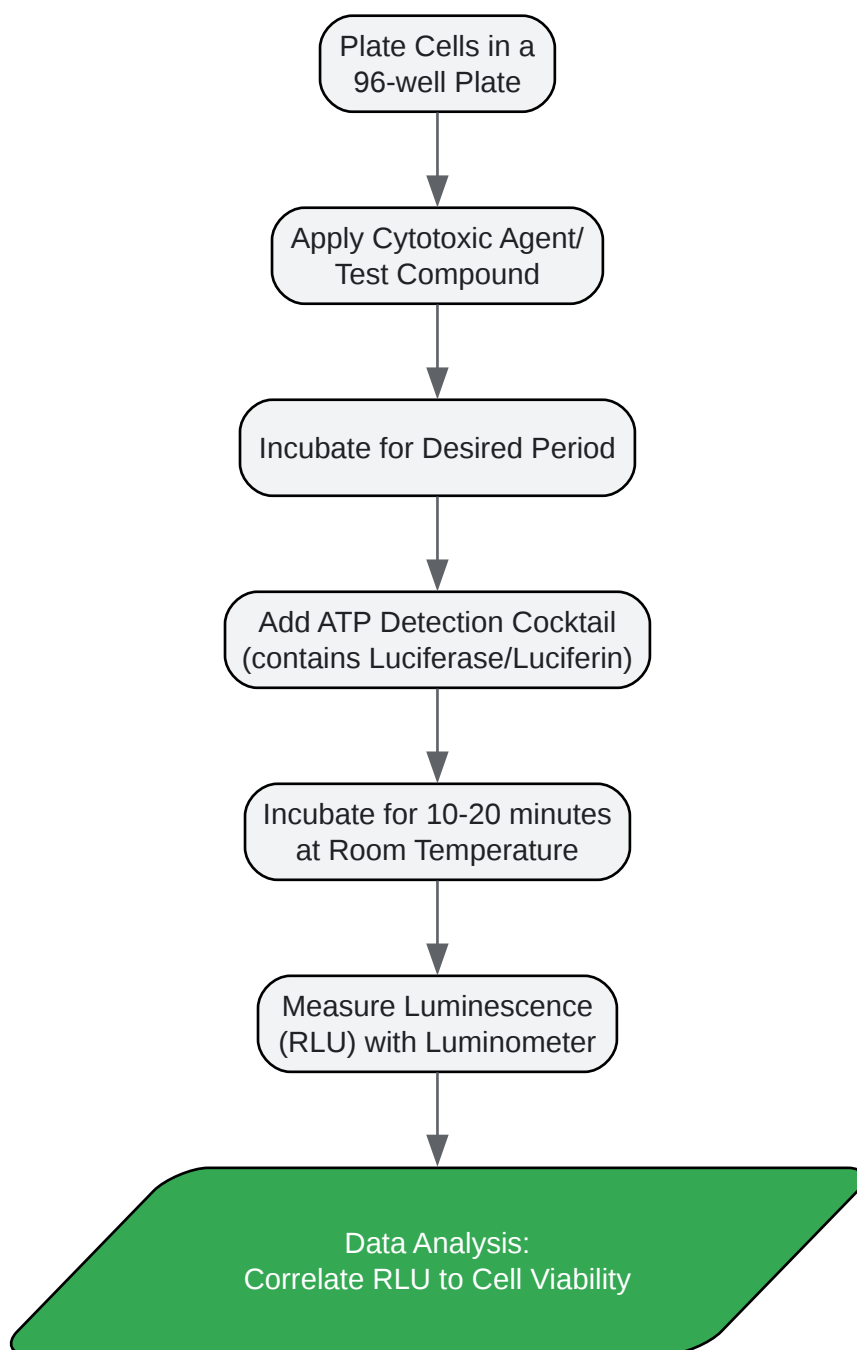 Plate Cells in a
96-well Plate
Apply Cytotoxic Agent/
Test Compound
Incubate for Desired Period
Add ATP Detection Cocktail
(contains Luciferase/Luciferin)
Incubate for 10-20 minutes
at Room Temperature
Measure Luminescence
(RLU) with Luminometer
Data Analysis:
Correlate RLU to Cell Viability